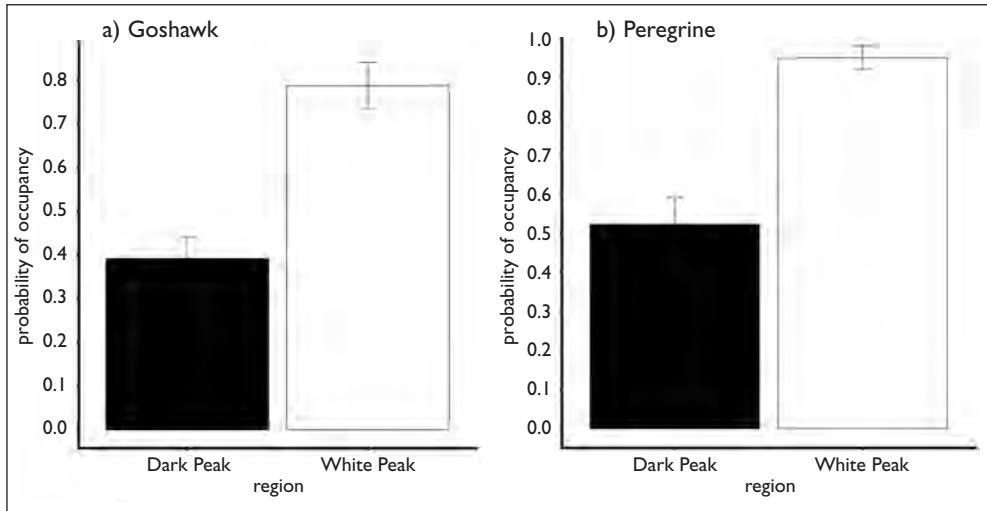 a) Goshawk
probability of occupancy
0.8
0.7
0.6
0.5
0.4
0.3
0.2
0.1
0.0
Dark Peak White Peak
region
b) Peregrine
probability of occupancy
1.0
0.9
0.8
0.7
0.6
0.5
0.4
0.3
0.2
0.1
0.0
Dark Peak White Peak
region